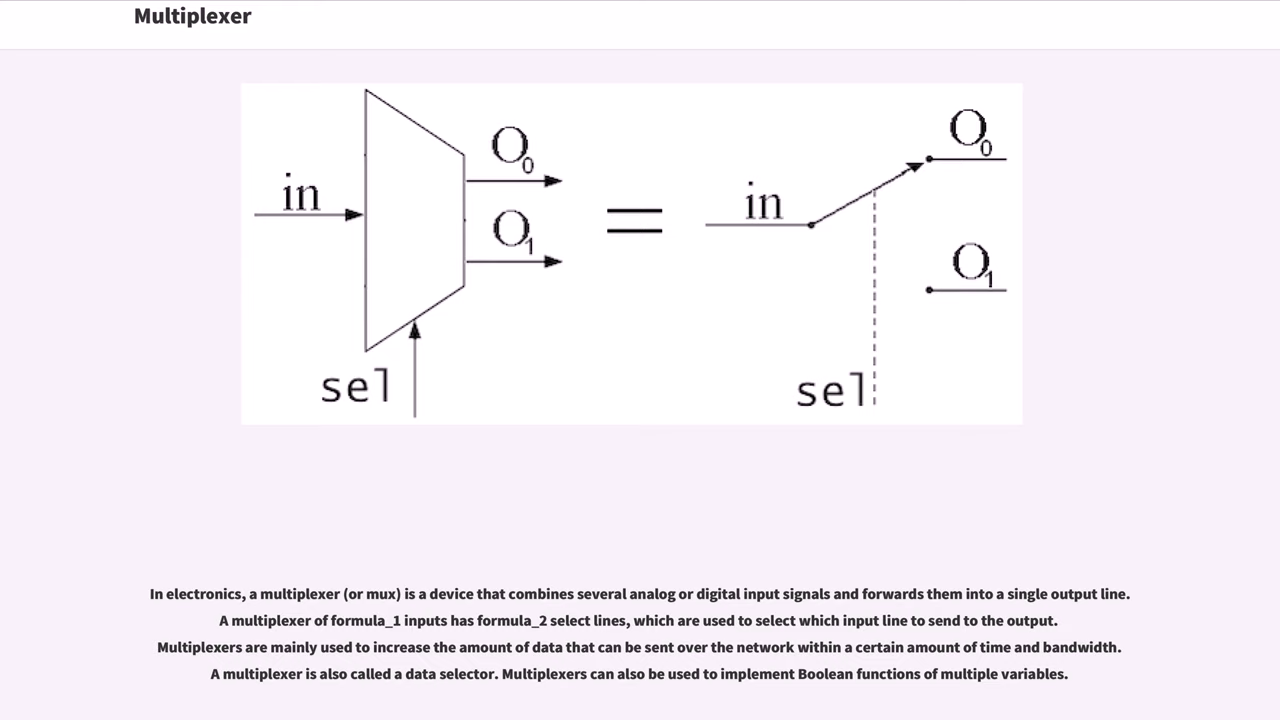 Multiplexer
in
O0
O1
sel
=
in
O0
O1
sel
In electronics, a multiplexer (or mux) is a device that combines several analog or digital input signals and forwards them into a single output line.
A multiplexer of formula_1 inputs has formula_2 select lines, which are used to select which input line to send to the output.
Multiplexers are mainly used to increase the amount of data that can be sent over the network within a certain amount of time and bandwidth.
A multiplexer is also called a data selector. Multiplexers can also be used to implement Boolean functions of multiple variables.